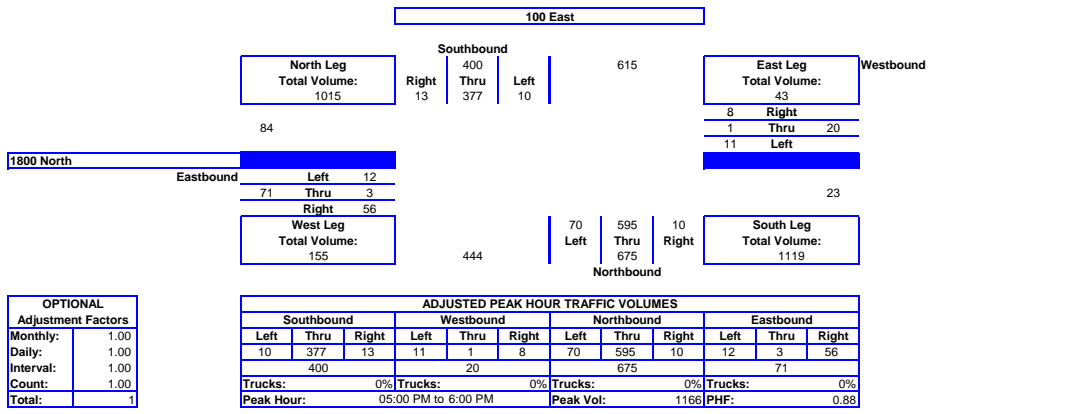 100 East
Southbound
North Leg 400 615 East Leg Westbound
Total Volume: Right Thru Left Total Volume:
1015 13 377 10 43
8 Right
84 1 Thru 20
11 Left
1800 North
Eastbound Left 12
71 Thru 3 23
Right 56
West Leg 70 595 10 South Leg
Total Volume: Left Thru Right Total Volume:
155 444 675 1119
Northbound
OPTIONAL ADJUSTED PEAK HOUR TRAFFIC VOLUMES
Adjustment Factors Southbound Westbound Northbound Eastbound
Monthly: 1.00 Left Thru Right Left Thru Right Left Thru Right Left Thru Right
Daily: 1.00 10 377 13 11 1 8 70 595 10 12 3 56
Interval: 1.00 400 20 675 71
Count: 1.00 Trucks: 0% Trucks: 0% Trucks: 0% Trucks: 0%
Total: 1 Peak Hour: 05:00 PM to 6:00 PM Peak Vol: 1166 PHF: 0.88